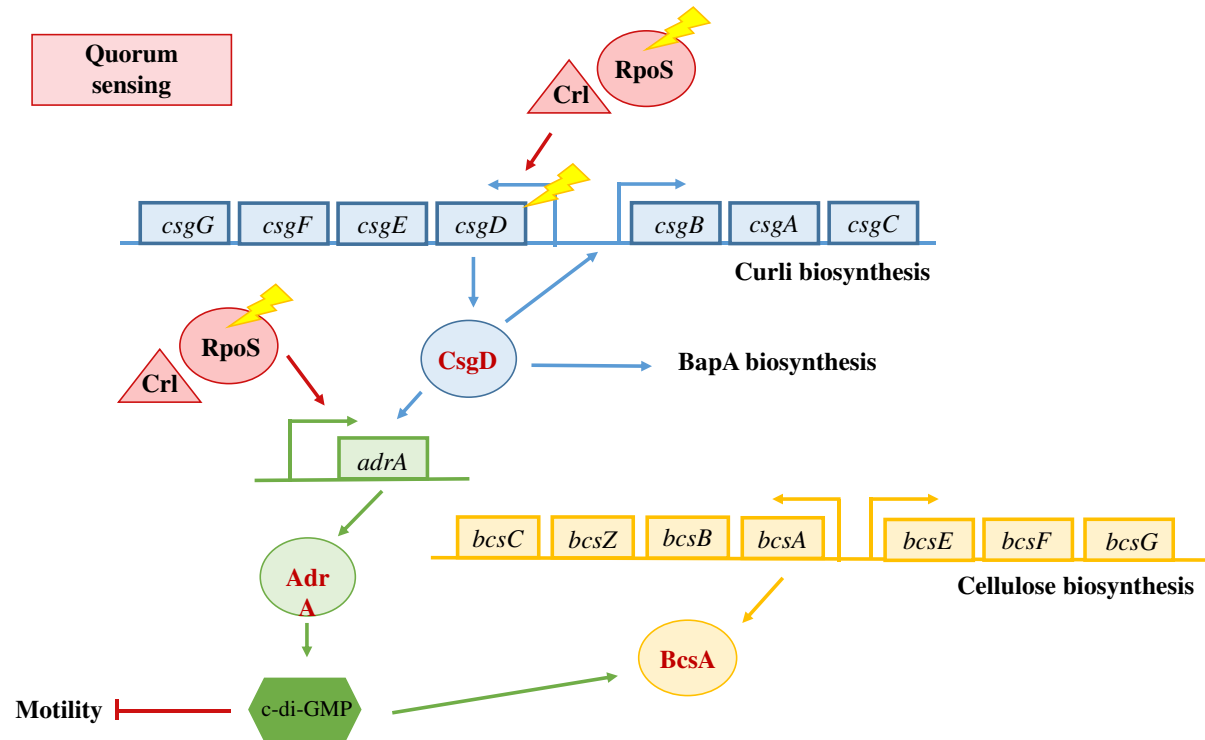 Quorum
sensing
RpoS
Crl
csgG csgF csgE csgD csgB csgA csgC
Curli biosynthesis
RpoS
Crl
CsgD
BapA biosynthesis
adrA
bcsC bcsZ bcsB bcsA bcsE bcsF bcsG
Cellulose biosynthesis
Adr
A
BcsA
Motility
c-di-GMP